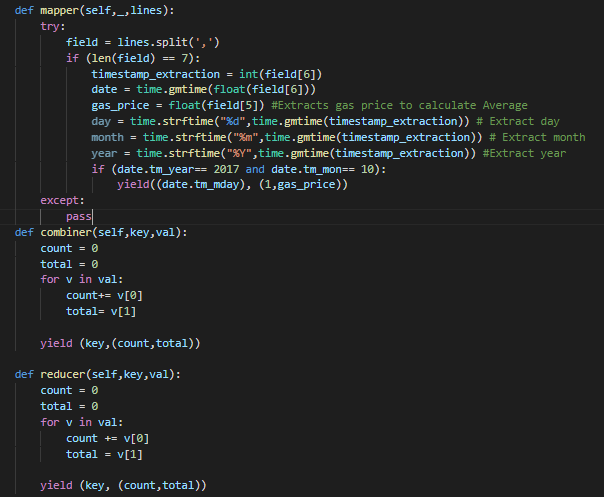 def mapper(self,_,lines):
    try:
        field = lines.split(',')
        if (len(field) == 7):
            timestamp_extraction = int(field[6])
            date = time.gmtime(float(field[6]))
            gas_price = float(field[5]) #Extracts gas price to calculate Average
            day = time.strftime("%d",time.gmtime(timestamp_extraction)) # Extract day
            month = time.strftime("%m",time.gmtime(timestamp_extraction)) # Extract month
            year = time.strftime("%Y",time.gmtime(timestamp_extraction)) #Extract year
            if (date.tm_year== 2017 and date.tm_mon== 10):
                yield((date.tm_mday), (1,gas_price))
    except:
        pass
def combiner(self,key,val):
    count = 0
    total = 0
    for v in val:
        count+= v[0]
        total= v[1]

    yield (key,(count,total))

def reducer(self,key,val):
    count = 0
    total = 0
    for v in val:
        count += v[0]
        total = v[1]

    yield (key, (count,total))